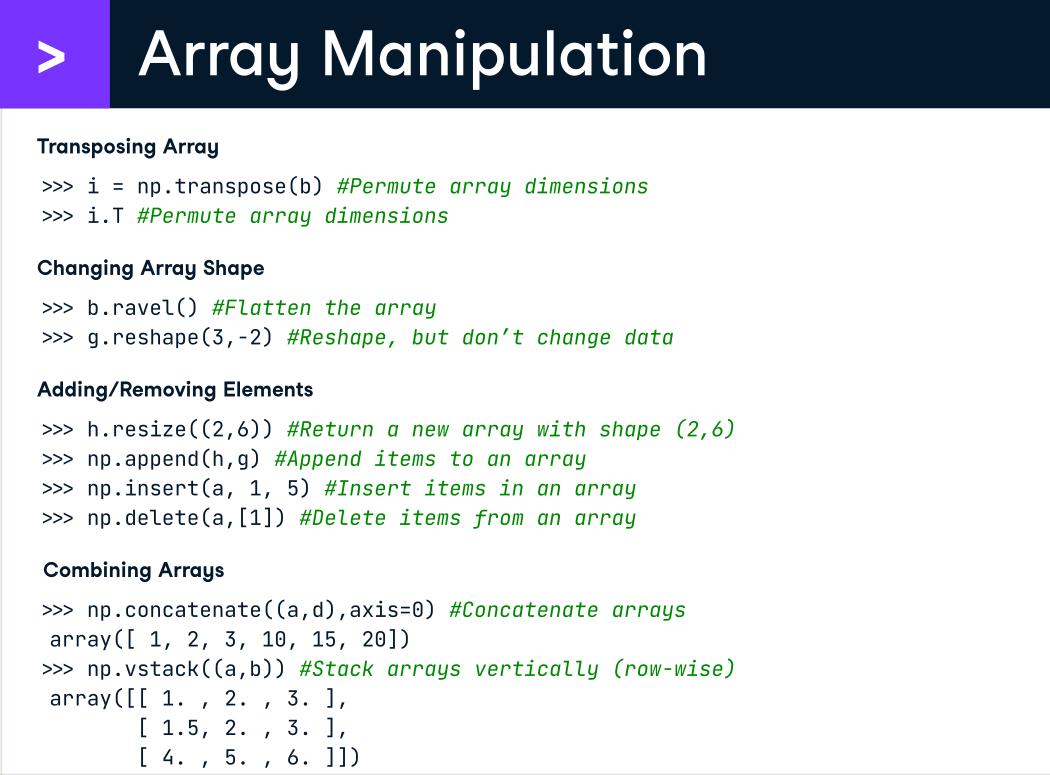 >
Array Manipulation
Transposing Array
>>> i = np.transpose(b) #Permute array dimensions
>>> i.T #Permute array dimensions
Changing Array Shape
>>> b.ravel() #Flatten the array
>>> g.reshape(3,-2) #Reshape, but don’t change data
Adding/Removing Elements
>>> h.resize((2,6)) #Return a new array with shape (2,6)
>>> np.append(h,g) #Append items to an array
>>> np.insert(a, 1, 5) #Insert items in an array
>>> np.delete(a,[1]) #Delete items from an array
Combining Arrays
>>> np.concatenate((a,d),axis=0) #Concatenate arrays
array([ 1, 2, 3, 10, 15, 20])
>>> np.vstack((a,b)) #Stack arrays vertically (row-wise)
array([[ 1. , 2. , 3. ],
[ 1.5, 2. , 3. ],
[ 4. , 5. , 6. ]])